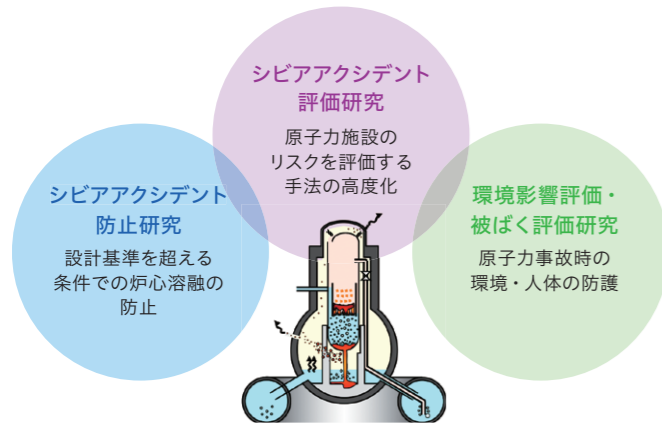 シビアアクシデント
評価研究
原子力施設の
リスクを評価する
手法の高度化
シビアアクシデント
防止研究
設計基準を超える
条件での炉心溶融の
防止
環境影響評価・
被ばく評価研究
原子力事故時の
環境・人体の防護